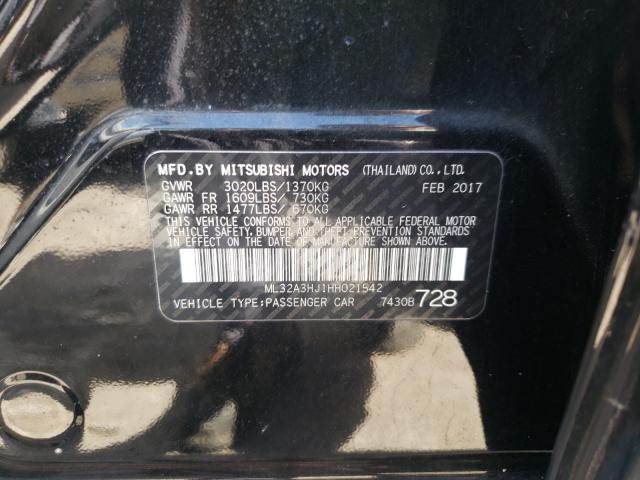 MFD.BY MITSUBISHI MOTORS (THAILAND)CO.,LTD.
GVWR 3020LBS/1370KG FEB 2017
GAWR FR 1609LBS/ 730KG
GAWR RR 1477LBS/ 670KG
THIS VEHICLE CONFORMS TO ALL APPLICABLE FEDERAL MOTOR
VEHICLE SAFETY, BUMPER AND THEFT PREVENTION STANDARDS
IN EFFECT ON THE DATE OF MANUFACTURE SHOWN ABOVE.
ML32A3HJ1HH021542
VEHICLE TYPE:PASSENGER CAR 7430B 728